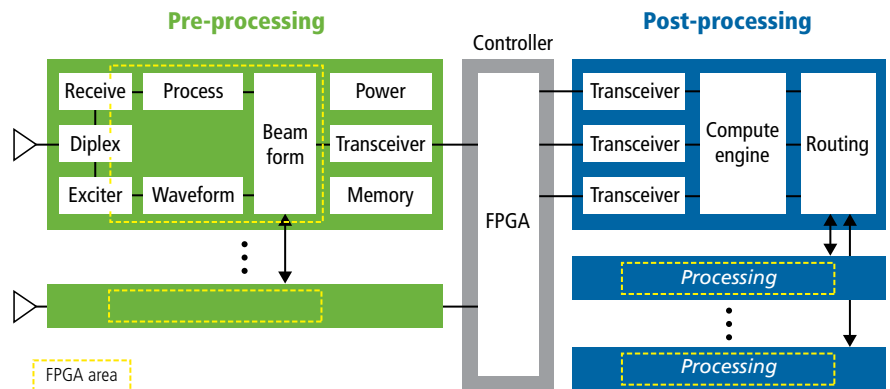 Pre-processing
Controller
Post-processing
Receive
Process
Power
Transceiver
Diplex
Beam
form
Transceiver
Transceiver
Compute
engine
Routing
Exciter
Waveform
Memory
Transceiver
FPGA
Processing
Processing
FPGA area